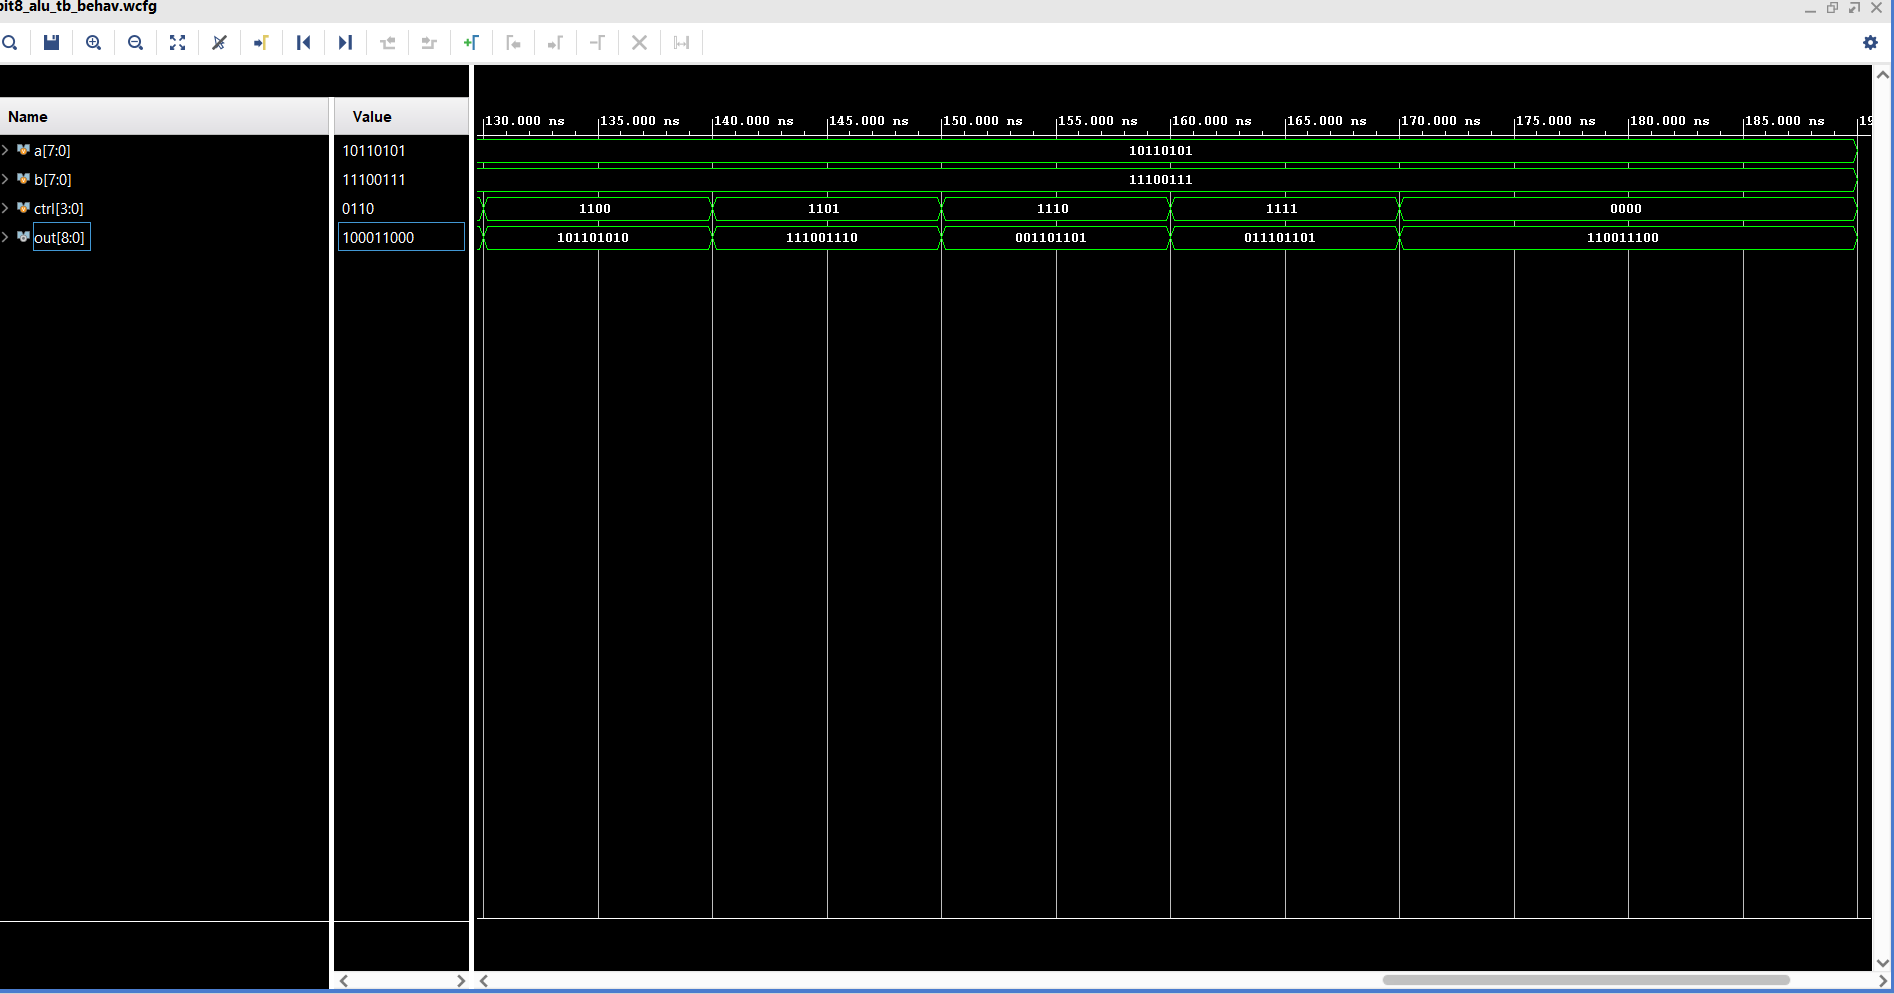 bit8_alu_tb_behav.wcfg
Name Value
130.000 ns 135.000 ns 140.000 ns 145.000 ns 150.000 ns 155.000 ns 160.000 ns 165.000 ns 170.000 ns 175.000 ns 180.000 ns 185.000 ns 19
a[7:0] 10110101 10110101
b[7:0] 11100111 11100111
ctrl[3:0] 0110 1100 1101 1110 1111 0000
out[8:0] 100011000 101101010 111001110 001101101 011101101 110011100